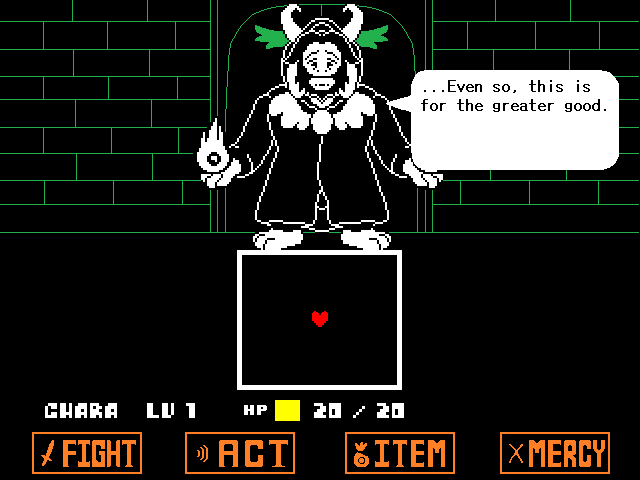 ...Even so, this is
for the greater good.
CHARA LV 1 HP 20 / 20
FIGHT ACT ITEM MERCY